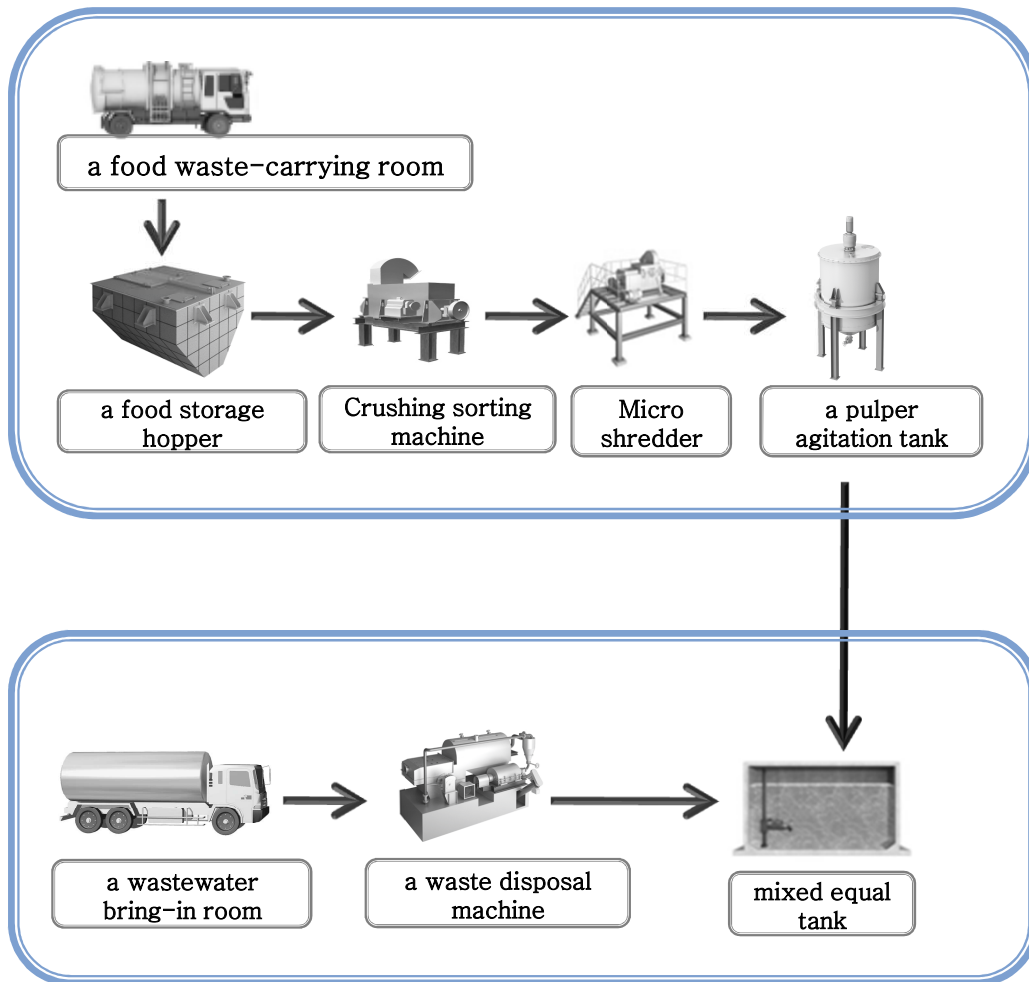 a food waste-carrying room
a food storage
hopper
Crushing sorting
machine
Micro
shredder
a pulper
agitation tank
a wastewater
bring-in room
a waste disposal
machine
mixed equal
tank